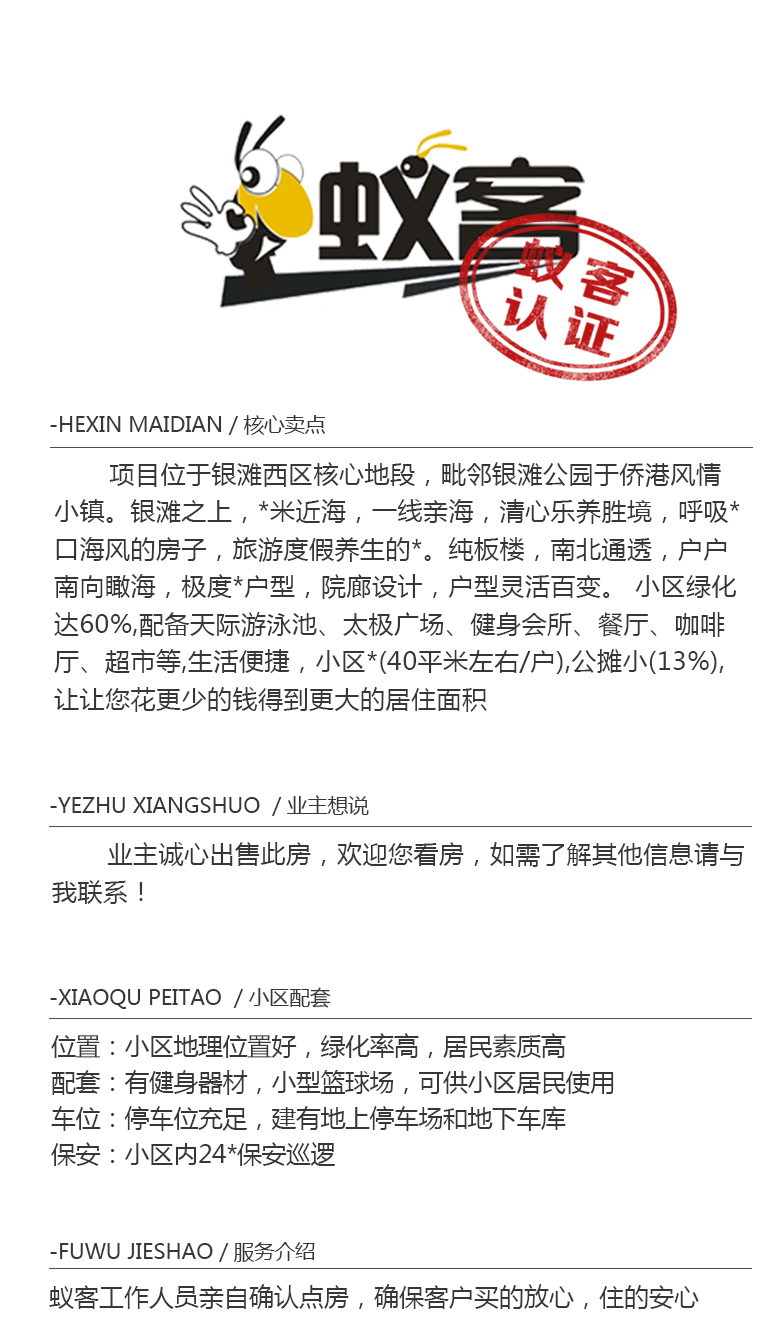 蚁客
蚁客
认证
-HEXIN MAIDIAN / 核心卖点
项目位于银滩西区核心地段，毗邻银滩公园于侨港风情
小镇。银滩之上，*米近海，一线亲海，清心乐养胜境，呼吸*
口海风的房子，旅游度假养生的*。纯板楼，南北通透，户户
南向瞰海，极度*户型，院廊设计，户型灵活百变。 小区绿化
达60%,配备天际游泳池、太极广场、健身会所、餐厅、咖啡
厅、超市等,生活便捷，小区*(40平米左右/户),公摊小(13%),
让让您花更少的钱得到更大的居住面积
-YEZHU XIANGSHUO / 业主想说
业主诚心出售此房，欢迎您看房，如需了解其他信息请与
我联系！
-XIAOQU PEITAO / 小区配套
位置：小区地理位置好，绿化率高，居民素质高
配套：有健身器材，小型篮球场，可供小区居民使用
车位：停车位充足，建有地上停车场和地下车库
保安：小区内24*保安巡逻
-FUWU JIESHAO / 服务介绍
蚁客工作人员亲自确认点房，确保客户买的放心，住的安心